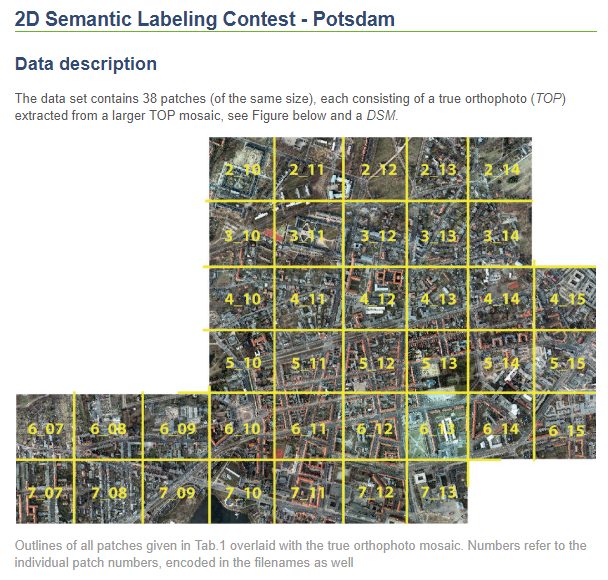 2D Semantic Labeling Contest - Potsdam
Data description
The data set contains 38 patches (of the same size), each consisting of a true orthophoto (TOP)
extracted from a larger TOP mosaic, see Figure below and a DSM.
2_10 2_11 2_12 2_13 2_14
3_10 3_11 3_12 3_13 3_14
4_10 4_11 4_12 4_13 4_14 4_15
5_10 5_11 5_12 5_13 5_14 5_15
6_07 6_08 6_09 6_10 6_11 6_12 6_13 6_14 6_15
7_07 7_08 7_09 7_10 7_11 7_12 7_13
Outlines of all patches given in Tab.1 overlaid with the true orthophoto mosaic. Numbers refer to the
individual patch numbers, encoded in the filenames as well